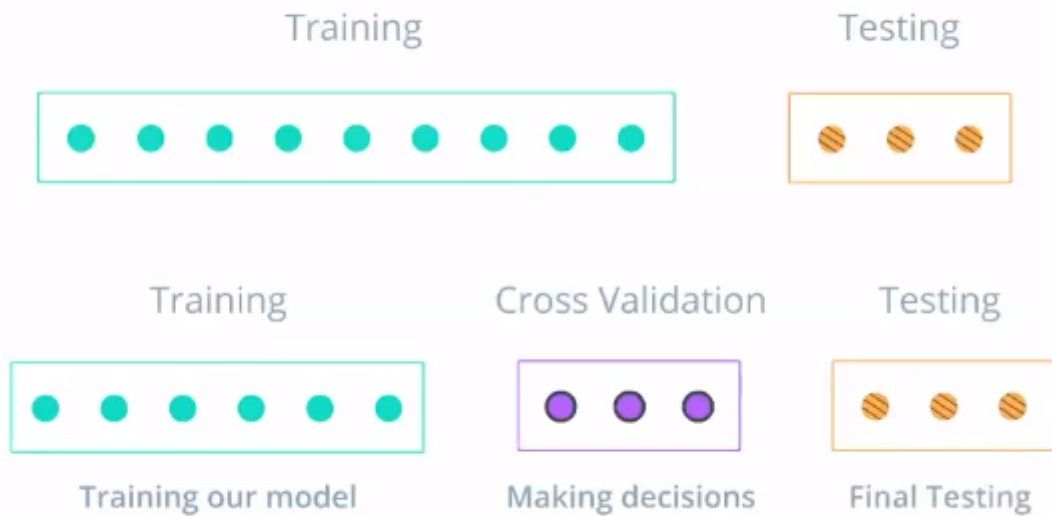 Training Testing
Training Cross Validation Testing
Training our model Making decisions Final Testing